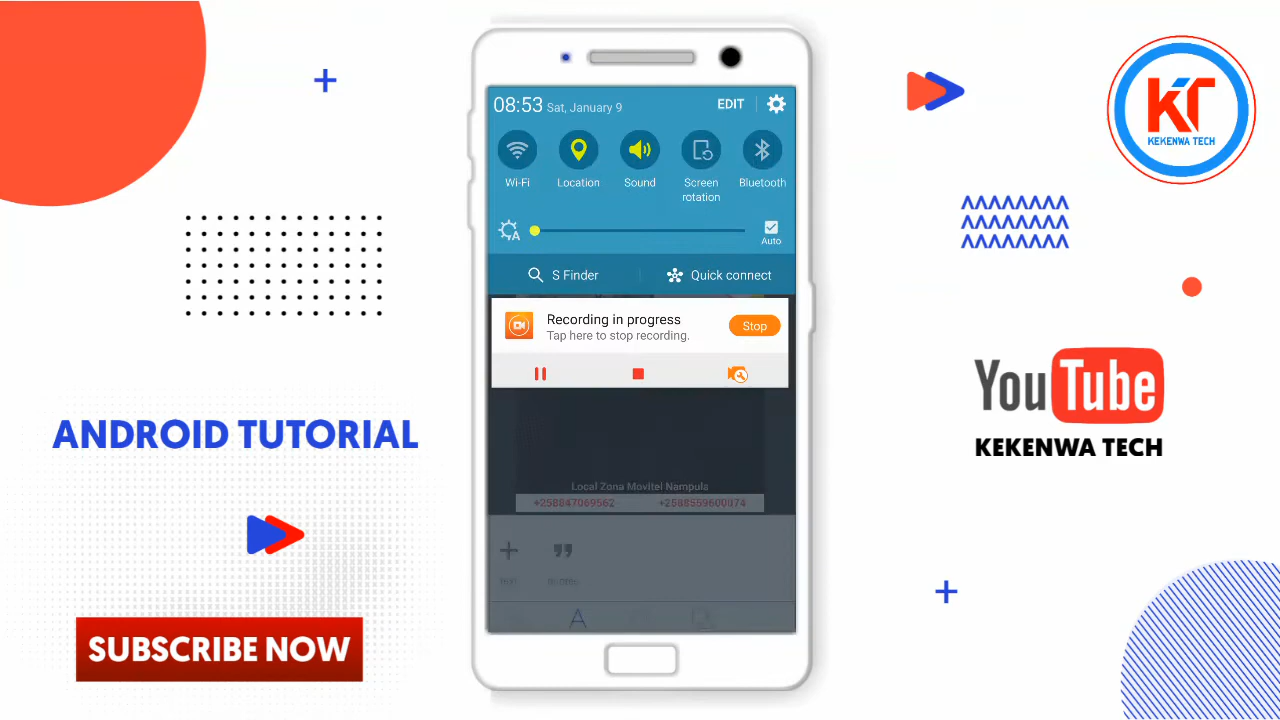 08:53 Sat, January 9 EDIT
Wi-Fi Location Sound Screen rotation Bluetooth
A Auto
S Finder Quick connect
Recording in progress
Tap here to stop recording.
Stop
Local Zona Movitel Nampula
+258847069562 +2588559600074
A
ANDROID TUTORIAL
SUBSCRIBE NOW
KT
KEKENWA TECH
YouTube
KEKENWA TECH